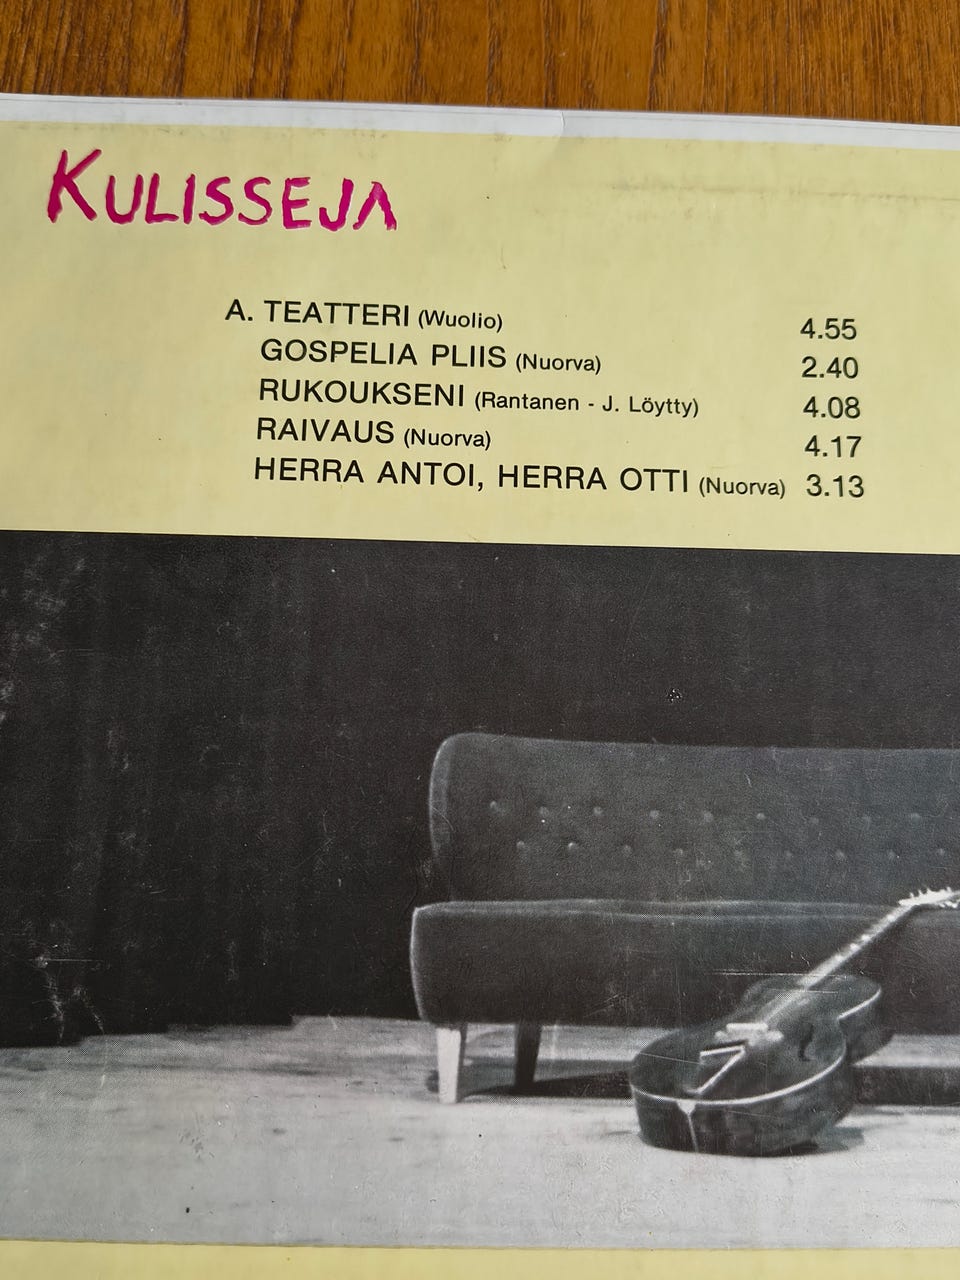 KULISSEJA
A. TEATTERI (Wuolio) 4.55
GOSPELIA PLIIS (Nuorva) 2.40
RUKOUKSENI (Rantanen - J. Löytty) 4.08
RAIVAUS (Nuorva) 4.17
HERRA ANTOI, HERRA OTTI (Nuorva) 3.13